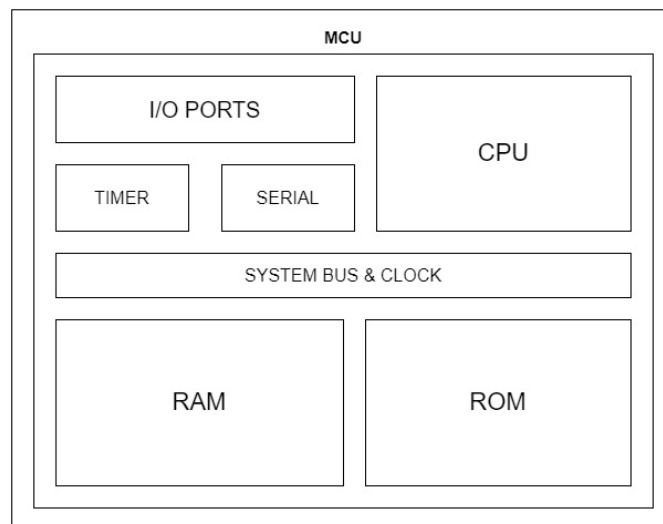 MCU
I/O PORTS
CPU
TIMER
SERIAL
SYSTEM BUS & CLOCK
RAM
ROM